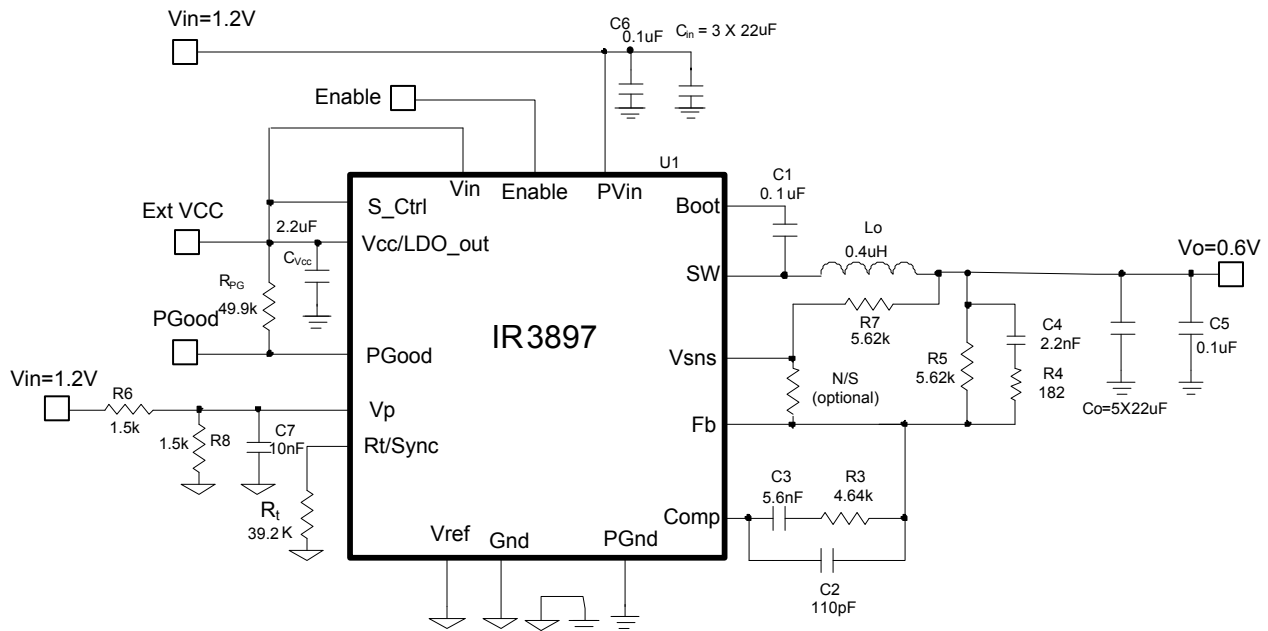 Vin=1.2V
C6
0.1uF
Cin = 3 X 22uF
Enable
U1
Vin
Enable
PVin
C1
0.1uF
Boot
S_Ctrl
Ext VCC
2.2uF
Vcc/LDO_out
CVcc
Lo
0.4uH
SW
Vo=0.6V
RPG
49.9k
PGood
PGood
IR3897
R7
5.62k
Vsns
C4
2.2nF
C5
0.1uF
R5
5.62k
R4
182
N/S
(optional)
Co=5X22uF
Vin=1.2V
R6
1.5k
Vp
Fb
1.5k
R8
C7
10nF
Rt/Sync
Rt
39.2 K
C3
5.6nF
R3
4.64k
Comp
Vref
Gnd
PGnd
C2
110pF